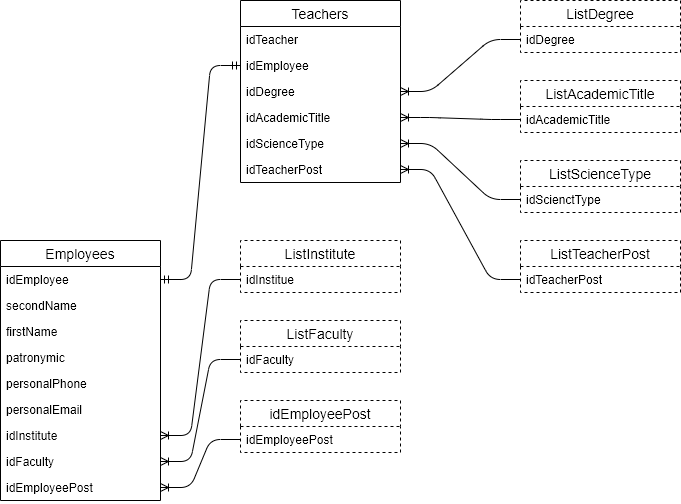 Teachers
idTeacher
idEmployee
idDegree
idAcademicTitle
idScienceType
idTeacherPost
ListDegree
idDegree
ListAcademicTitle
idAcademicTitle
ListScienceType
idScienctType
ListTeacherPost
idTeacherPost
Employees
idEmployee
secondName
firstName
patronymic
personalPhone
personalEmail
idInstitute
idFaculty
idEmployeePost
ListInstitute
idInstitue
ListFaculty
idFaculty
idEmployeePost
idEmployeePost